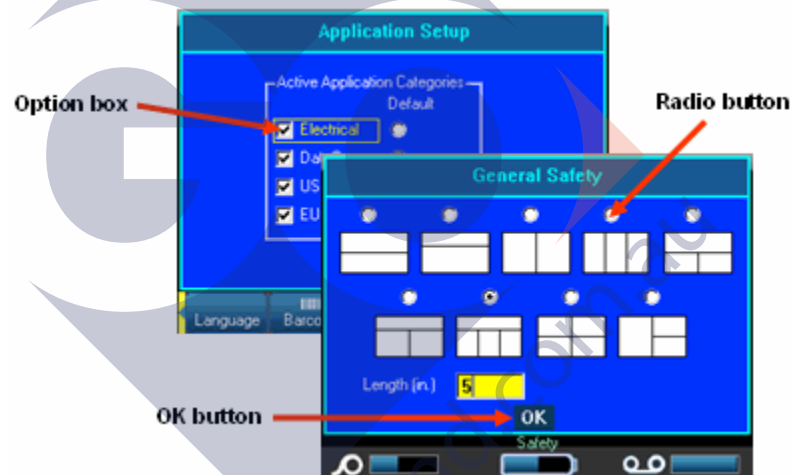 Application Setup
Active Application Categories
Default
Option box
Electrical
US
EU
Language
Radio button
General Safety
Length (in.)
5
OK button
OK
Safety